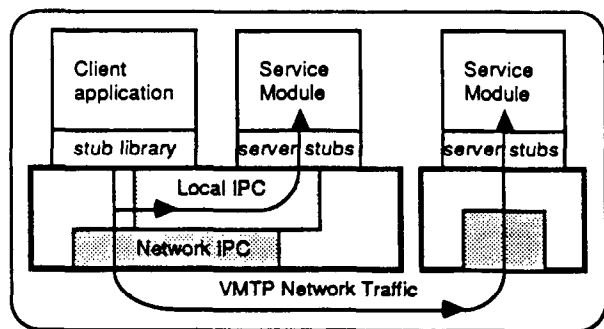 Client
application
Service
Module
Service
Module
stub library
server stubs
server stubs
Local IPC
Network IPC
VMTP Network Traffic